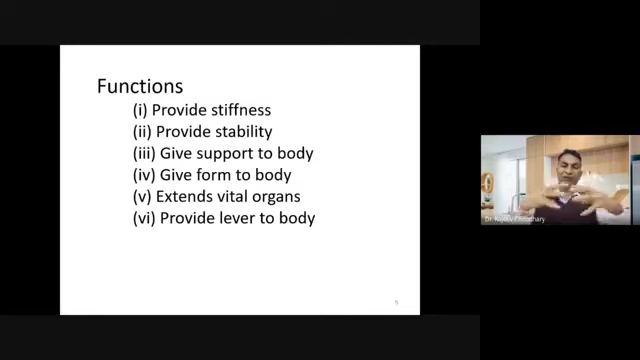 Functions
(i) Provide stiffness
(ii) Provide stability
(iii) Give support to body
(iv) Give form to body
(v) Extends vital organs
(vi) Provide lever to body
5